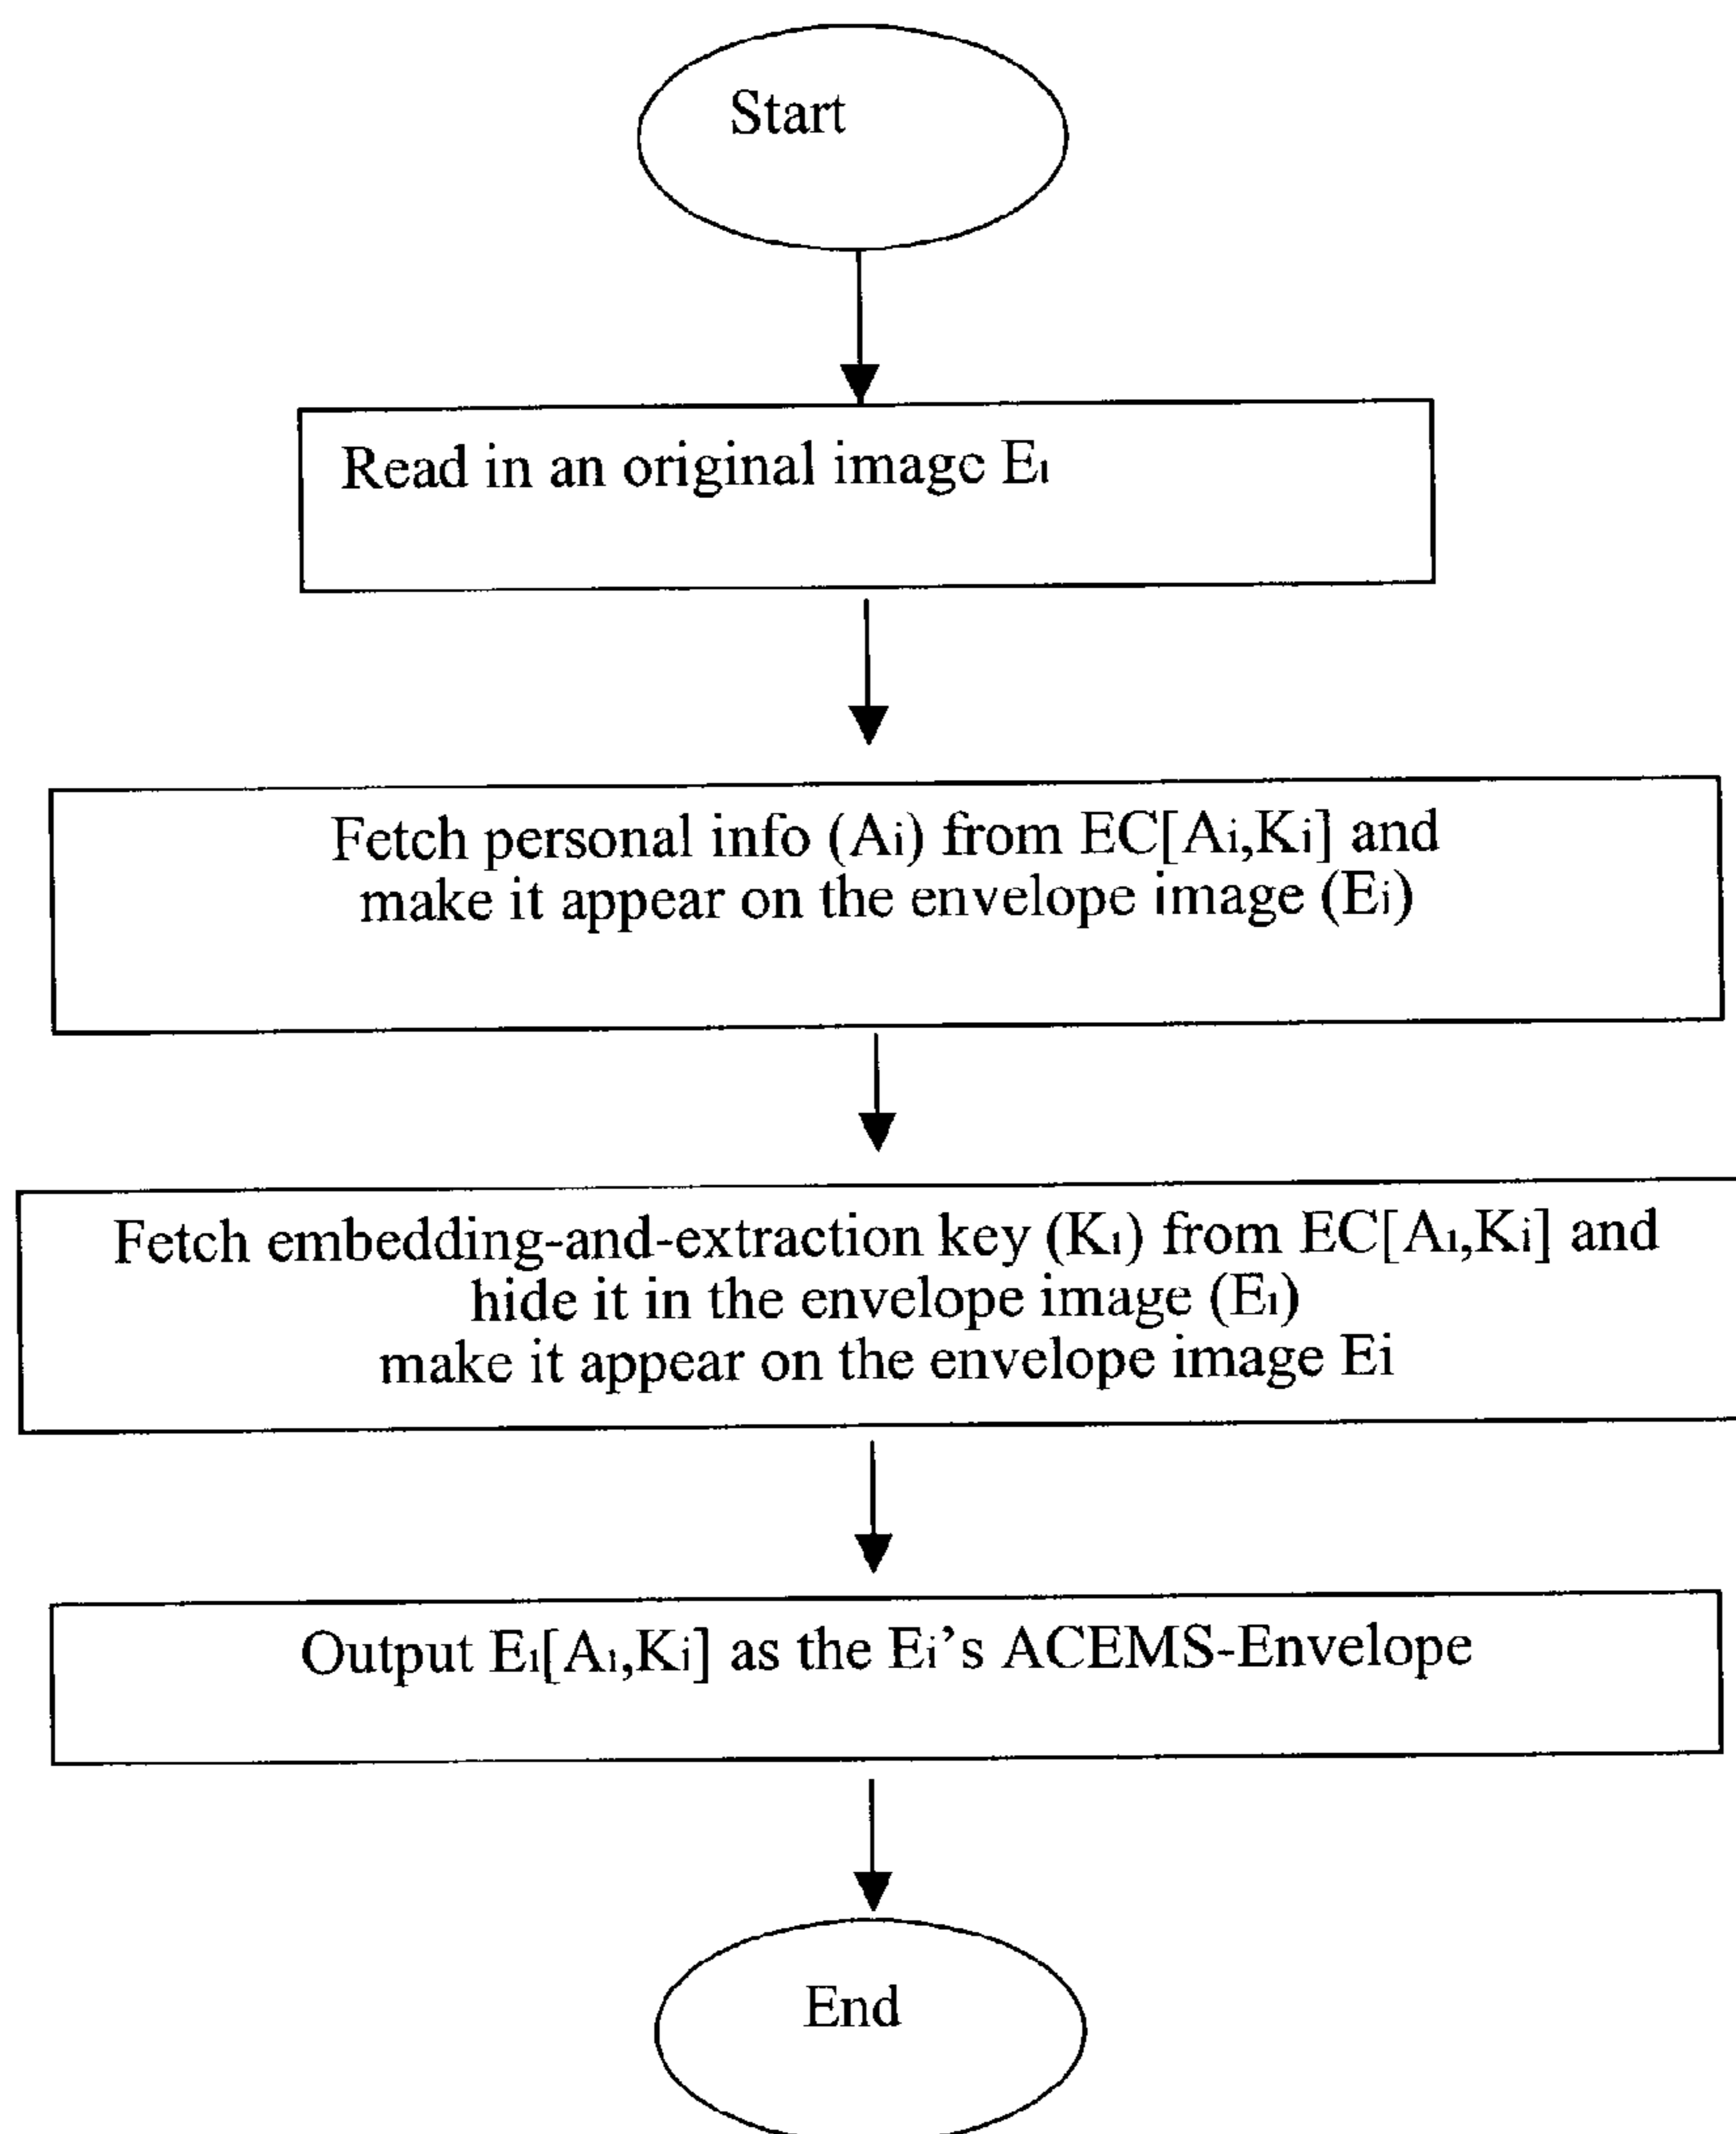 Start
Read in an original image Ei
Fetch personal info (Ai) from EC[Ai,Ki] and
make it appear on the envelope image (Ei)
Fetch embedding-and-extraction key (Ki) from EC[Ai,Ki] and
hide it in the envelope image (Ei)
make it appear on the envelope image Ei
Output Ei[Ai,Ki] as the Ei’s ACEMS-Envelope
End